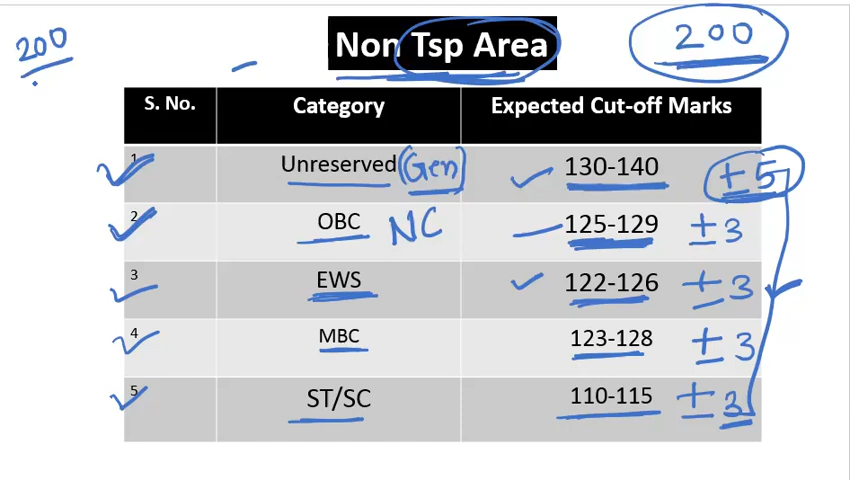 200
Non Tsp Area
200
S. No. Category Expected Cut-off Marks
1 Unreserved (Gen) 130-140 ± 5
2 OBC NC 125-129 ± 3
3 EWS 122-126 ± 3
4 MBC 123-128 ± 3
5 ST/SC 110-115 ± 3